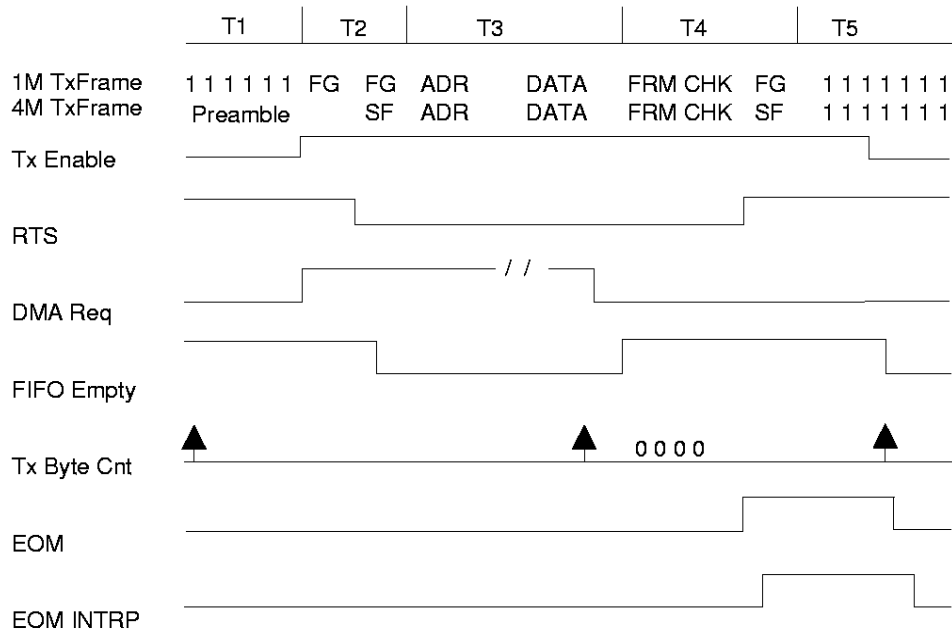 T1 T2 T3 T4 T5
1M TxFrame 1 1 1 1 1 1 FG FG ADR DATA FRM CHK FG 1 1 1 1 1 1 1
4M TxFrame Preamble SF ADR DATA FRM CHK SF 1 1 1 1 1 1 1
Tx Enable
RTS
/ /
DMA Req
FIFO Empty
0 0 0 0
Tx Byte Cnt
EOM
EOM INTRP